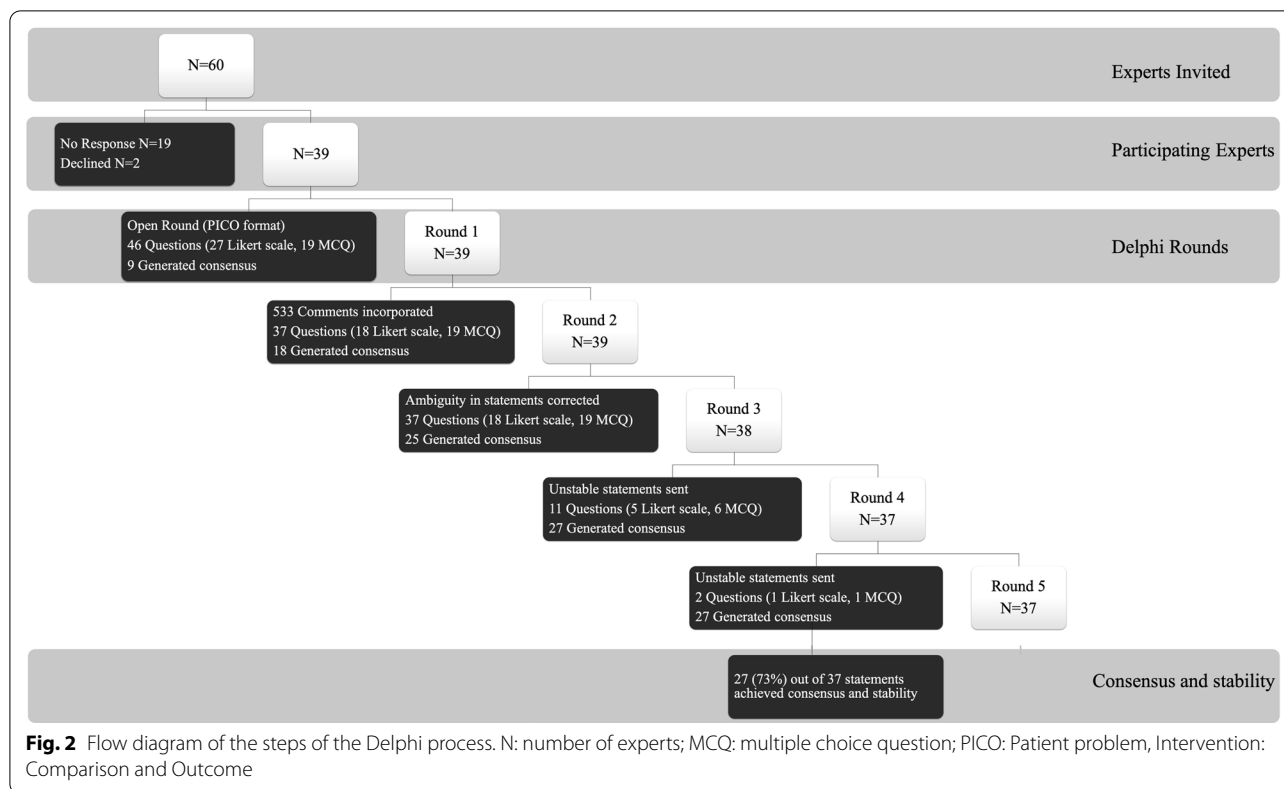 N=60
Experts Invited
No Response N=19
Declined N=2
N=39
Participating Experts
Open Round (PICO format)
46 Questions (27 Likert scale, 19 MCQ)
9 Generated consensus
Round 1
N=39
Delphi Rounds
533 Comments incorporated
37 Questions (18 Likert scale, 19 MCQ)
18 Generated consensus
Round 2
N=39
Ambiguity in statements corrected
37 Questions (18 Likert scale, 19 MCQ)
25 Generated consensus
Round 3
N=38
Unstable statements sent
11 Questions (5 Likert scale, 6 MCQ)
27 Generated consensus
Round 4
N=37
Unstable statements sent
2 Questions (1 Likert scale, 1 MCQ)
27 Generated consensus
Round 5
N=37
27 (73%) out of 37 statements
achieved consensus and stability
Consensus and stability
Fig. 2 Flow diagram of the steps of the Delphi process. N: number of experts; MCQ: multiple choice question; PICO: Patient problem, Intervention:
Comparison and Outcome